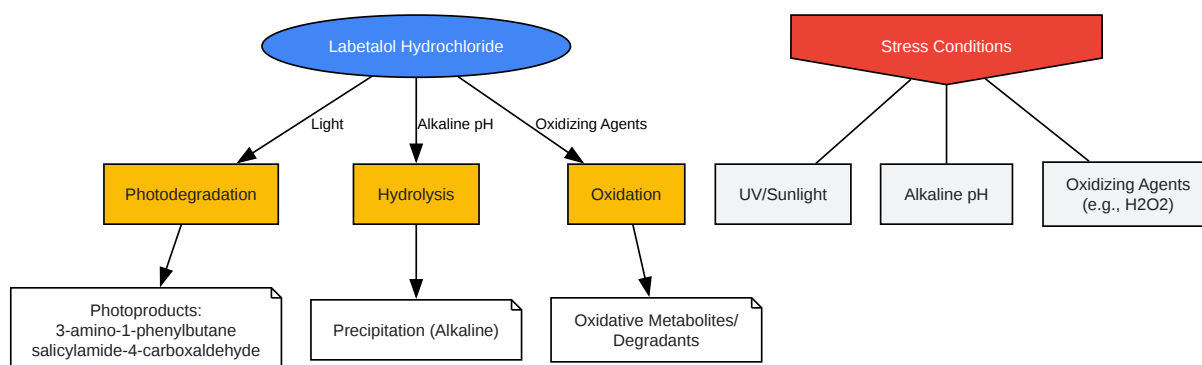 Labetalol Hydrochloride
Stress Conditions
Light
Alkaline pH
Oxidizing Agents
Photodegradation
Hydrolysis
Oxidation
UV/Sunlight
Alkaline pH
Oxidizing Agents
(e.g., H2O2)
Photoproducts:
3-amino-1-phenylbutane
salicylamide-4-carboxaldehyde
Precipitation (Alkaline)
Oxidative Metabolites/
Degradants